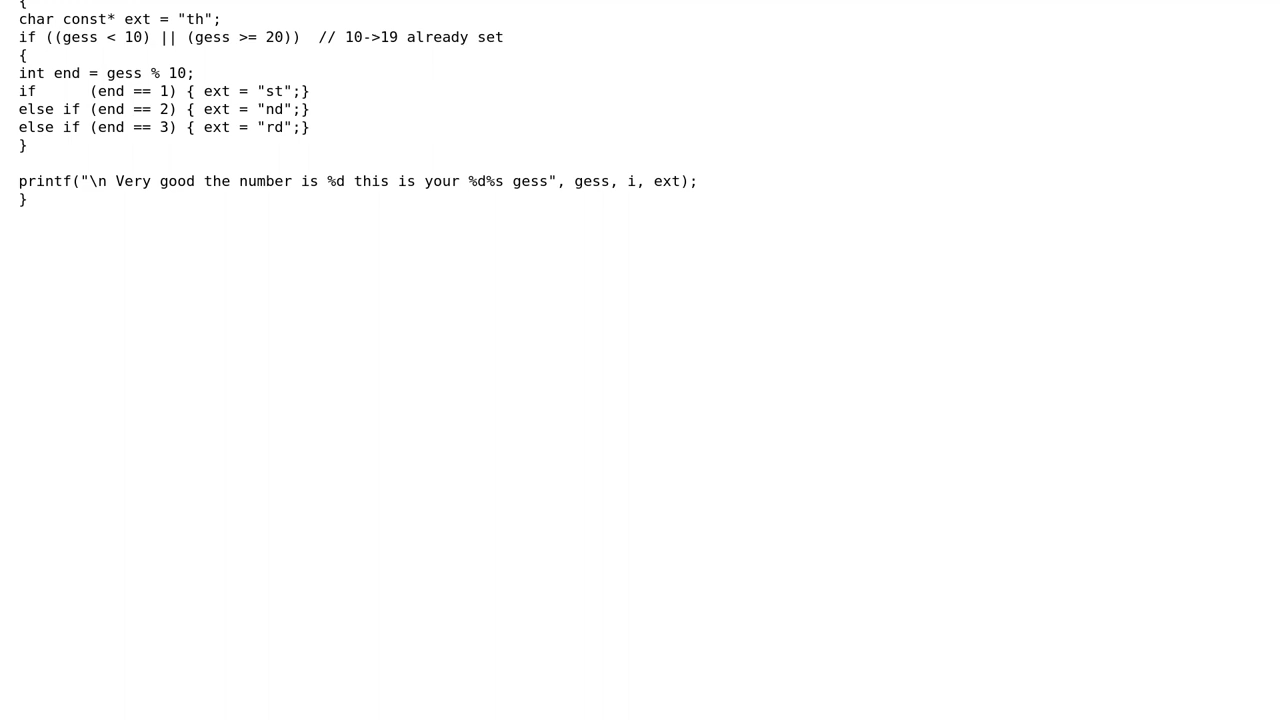 {
char const* ext = "th";
if ((gess < 10) || (gess >= 20))  // 10->19 already set
{
int end = gess % 10;
if      (end == 1) { ext = "st";}
else if (end == 2) { ext = "nd";}
else if (end == 3) { ext = "rd";}
}

printf("\n Very good the number is %d this is your %d%s gess", gess, i, ext);
}